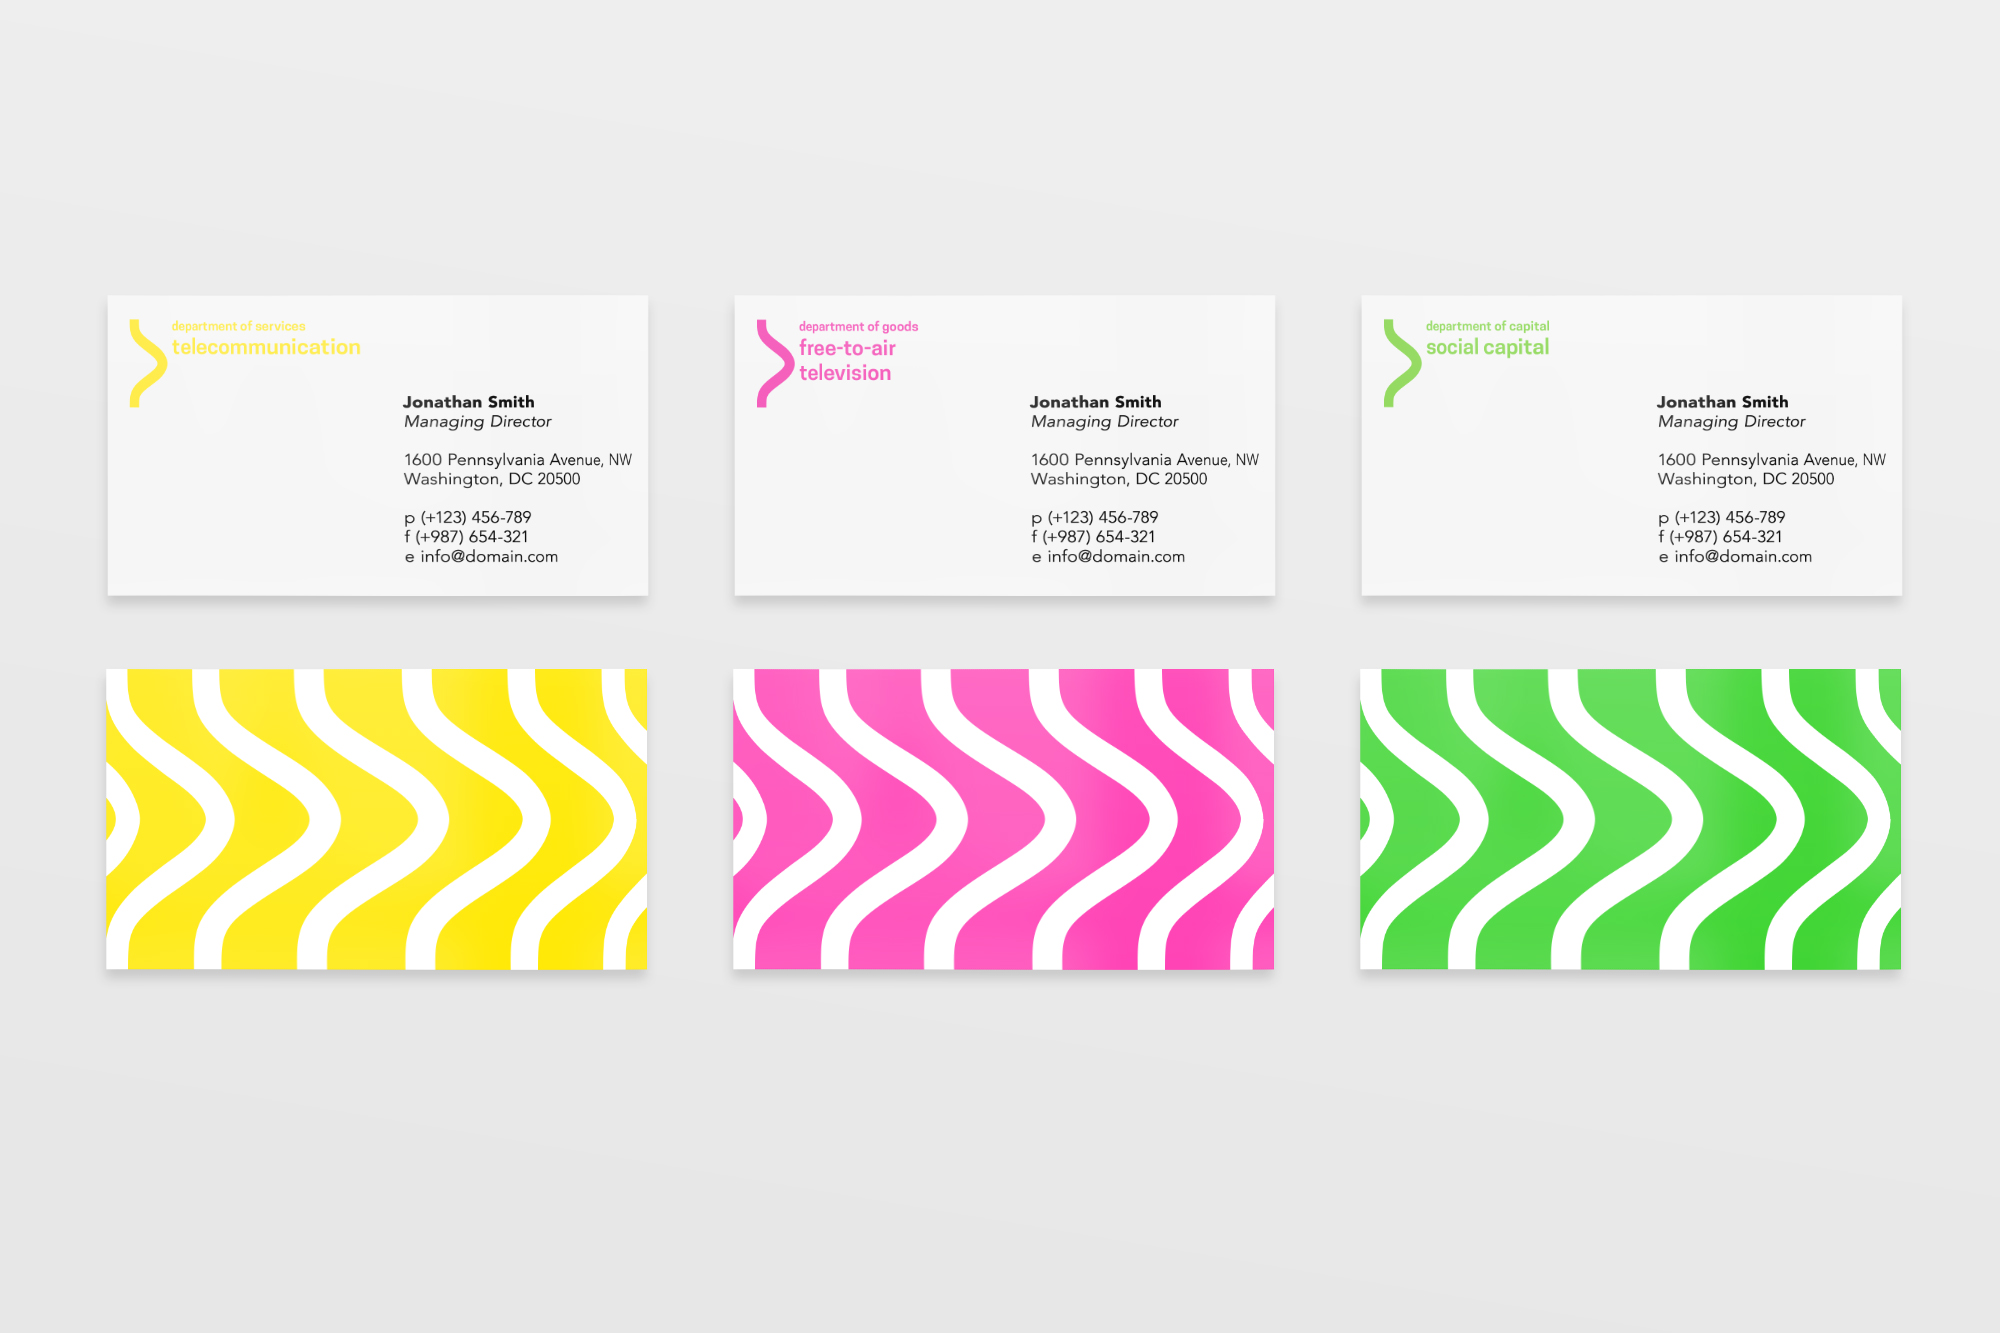 department of services
telecommunication
Jonathan Smith
Managing Director
1600 Pennsylvania Avenue, NW
Washington, DC 20500
p (+123) 456-789
f (+987) 654-321
e info@domain.com
department of goods
free-to-air
television
Jonathan Smith
Managing Director
1600 Pennsylvania Avenue, NW
Washington, DC 20500
p (+123) 456-789
f (+987) 654-321
e info@domain.com
department of capital
social capital
Jonathan Smith
Managing Director
1600 Pennsylvania Avenue, NW
Washington, DC 20500
p (+123) 456-789
f (+987) 654-321
e info@domain.com